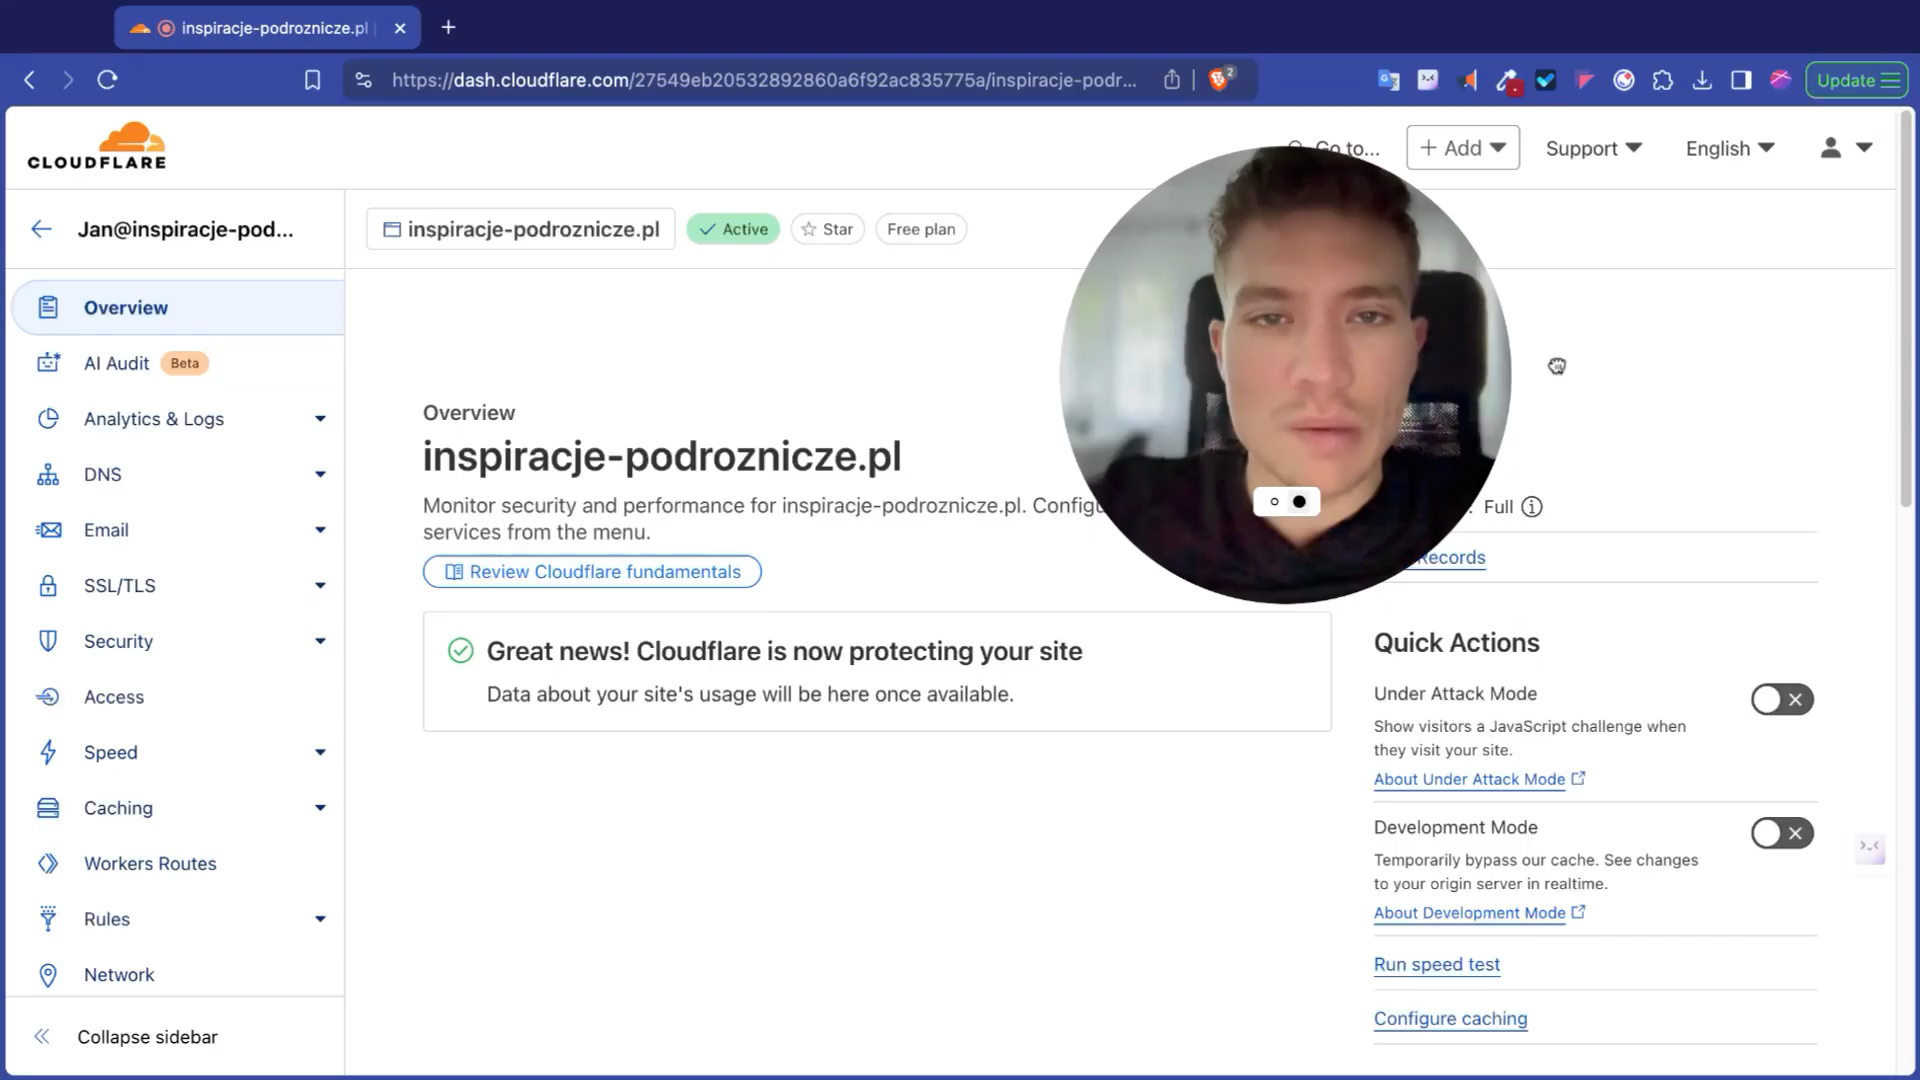 inspiracje-podroznicze.pl
https://dash.cloudflare.com/27549eb20532892860a6f92ac835775a/inspiracje-podr...
2
Update
CLOUDFLARE
Go to...
+ Add
Support
English
Jan@inspiracje-pod...
inspiracje-podroznicze.pl
Active
Star
Free plan
Overview
AI Audit Beta
Analytics & Logs
DNS
Email
SSL/TLS
Security
Access
Speed
Caching
Workers Routes
Rules
Network
Collapse sidebar
Overview
inspiracje-podroznicze.pl
Monitor security and performance for inspiracje-podroznicze.pl.
services from the menu.
Review Cloudflare fundamentals
Great news! Cloudflare is now protecting your site
Data about your site's usage will be here once available.
Full
Records
Quick Actions
Under Attack Mode
Show visitors a JavaScript challenge when
they visit your site.
About Under Attack Mode
Development Mode
Temporarily bypass our cache. See changes
to your origin server in realtime.
About Development Mode
Run speed test
Configure caching